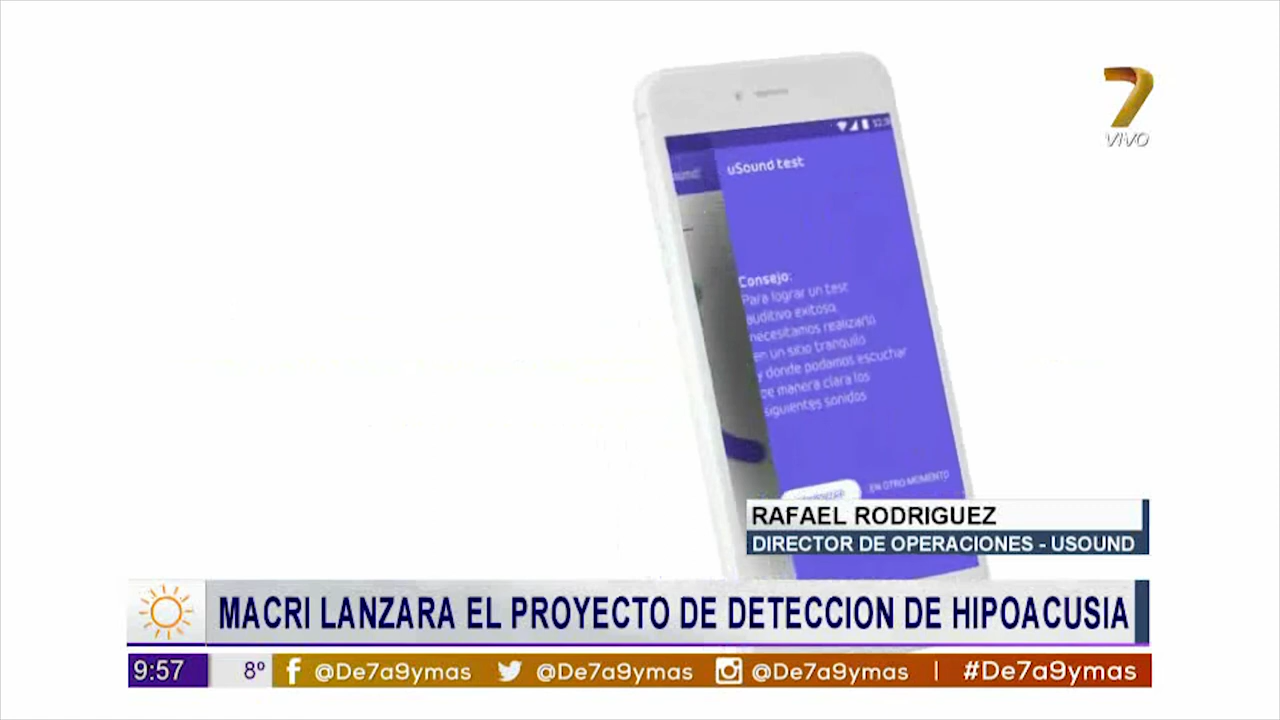 7
VIVO
uSound test
Consejo:
Para lograr un test
auditivo exitoso,
necesitamos realizarlo
en un sitio tranquilo
y donde podamos escuchar
de manera clara los
siguientes sonidos
EN OTRO MOMENTO
RAFAEL RODRIGUEZ
DIRECTOR DE OPERACIONES - USOUND
MACRI LANZARA EL PROYECTO DE DETECCION DE HIPOACUSIA
9:57 8º @De7a9ymas @De7a9ymas @De7a9ymas | #De7a9ymas